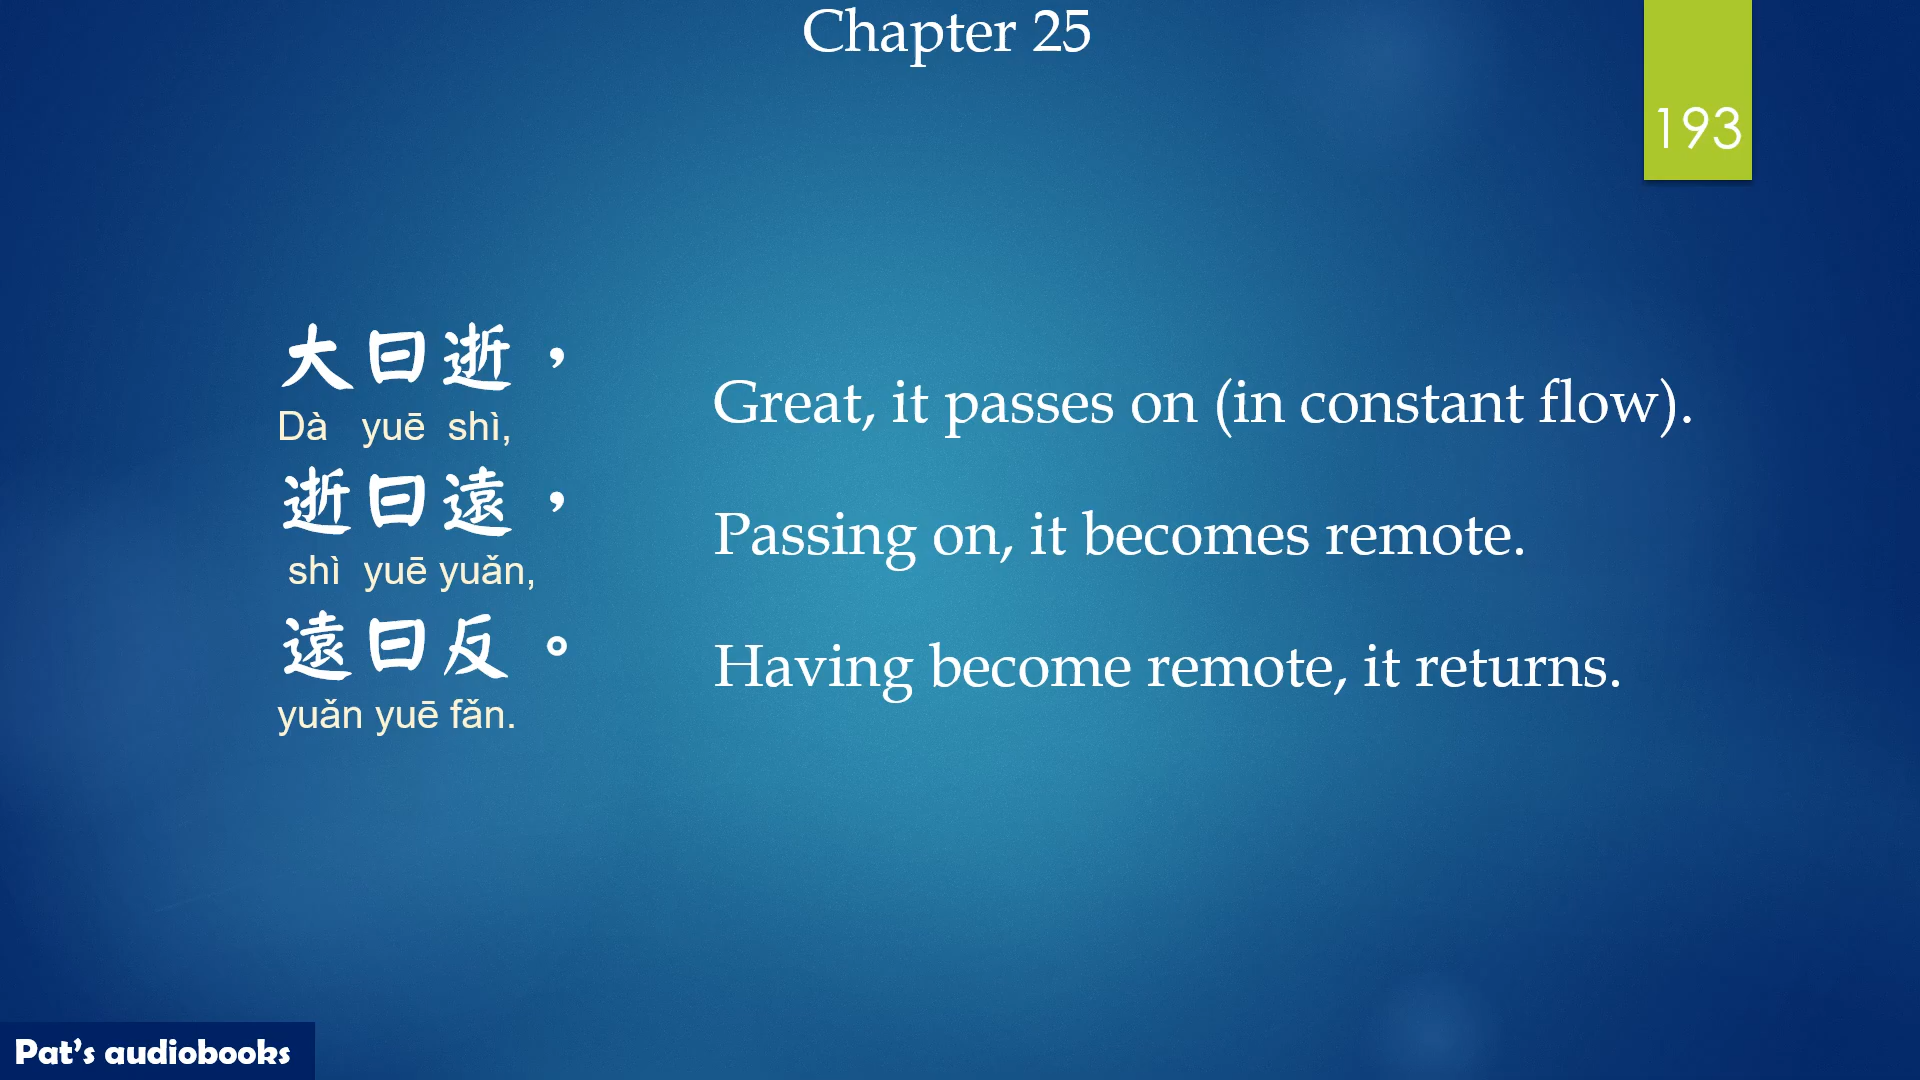 Chapter 25
193
大曰逝，
Dà yuē shì,
逝曰遠，
shì yuē yuǎn,
遠曰反。
yuǎn yuē fǎn.
Great, it passes on (in constant flow).
Passing on, it becomes remote.
Having become remote, it returns.
Pat's audiobooks